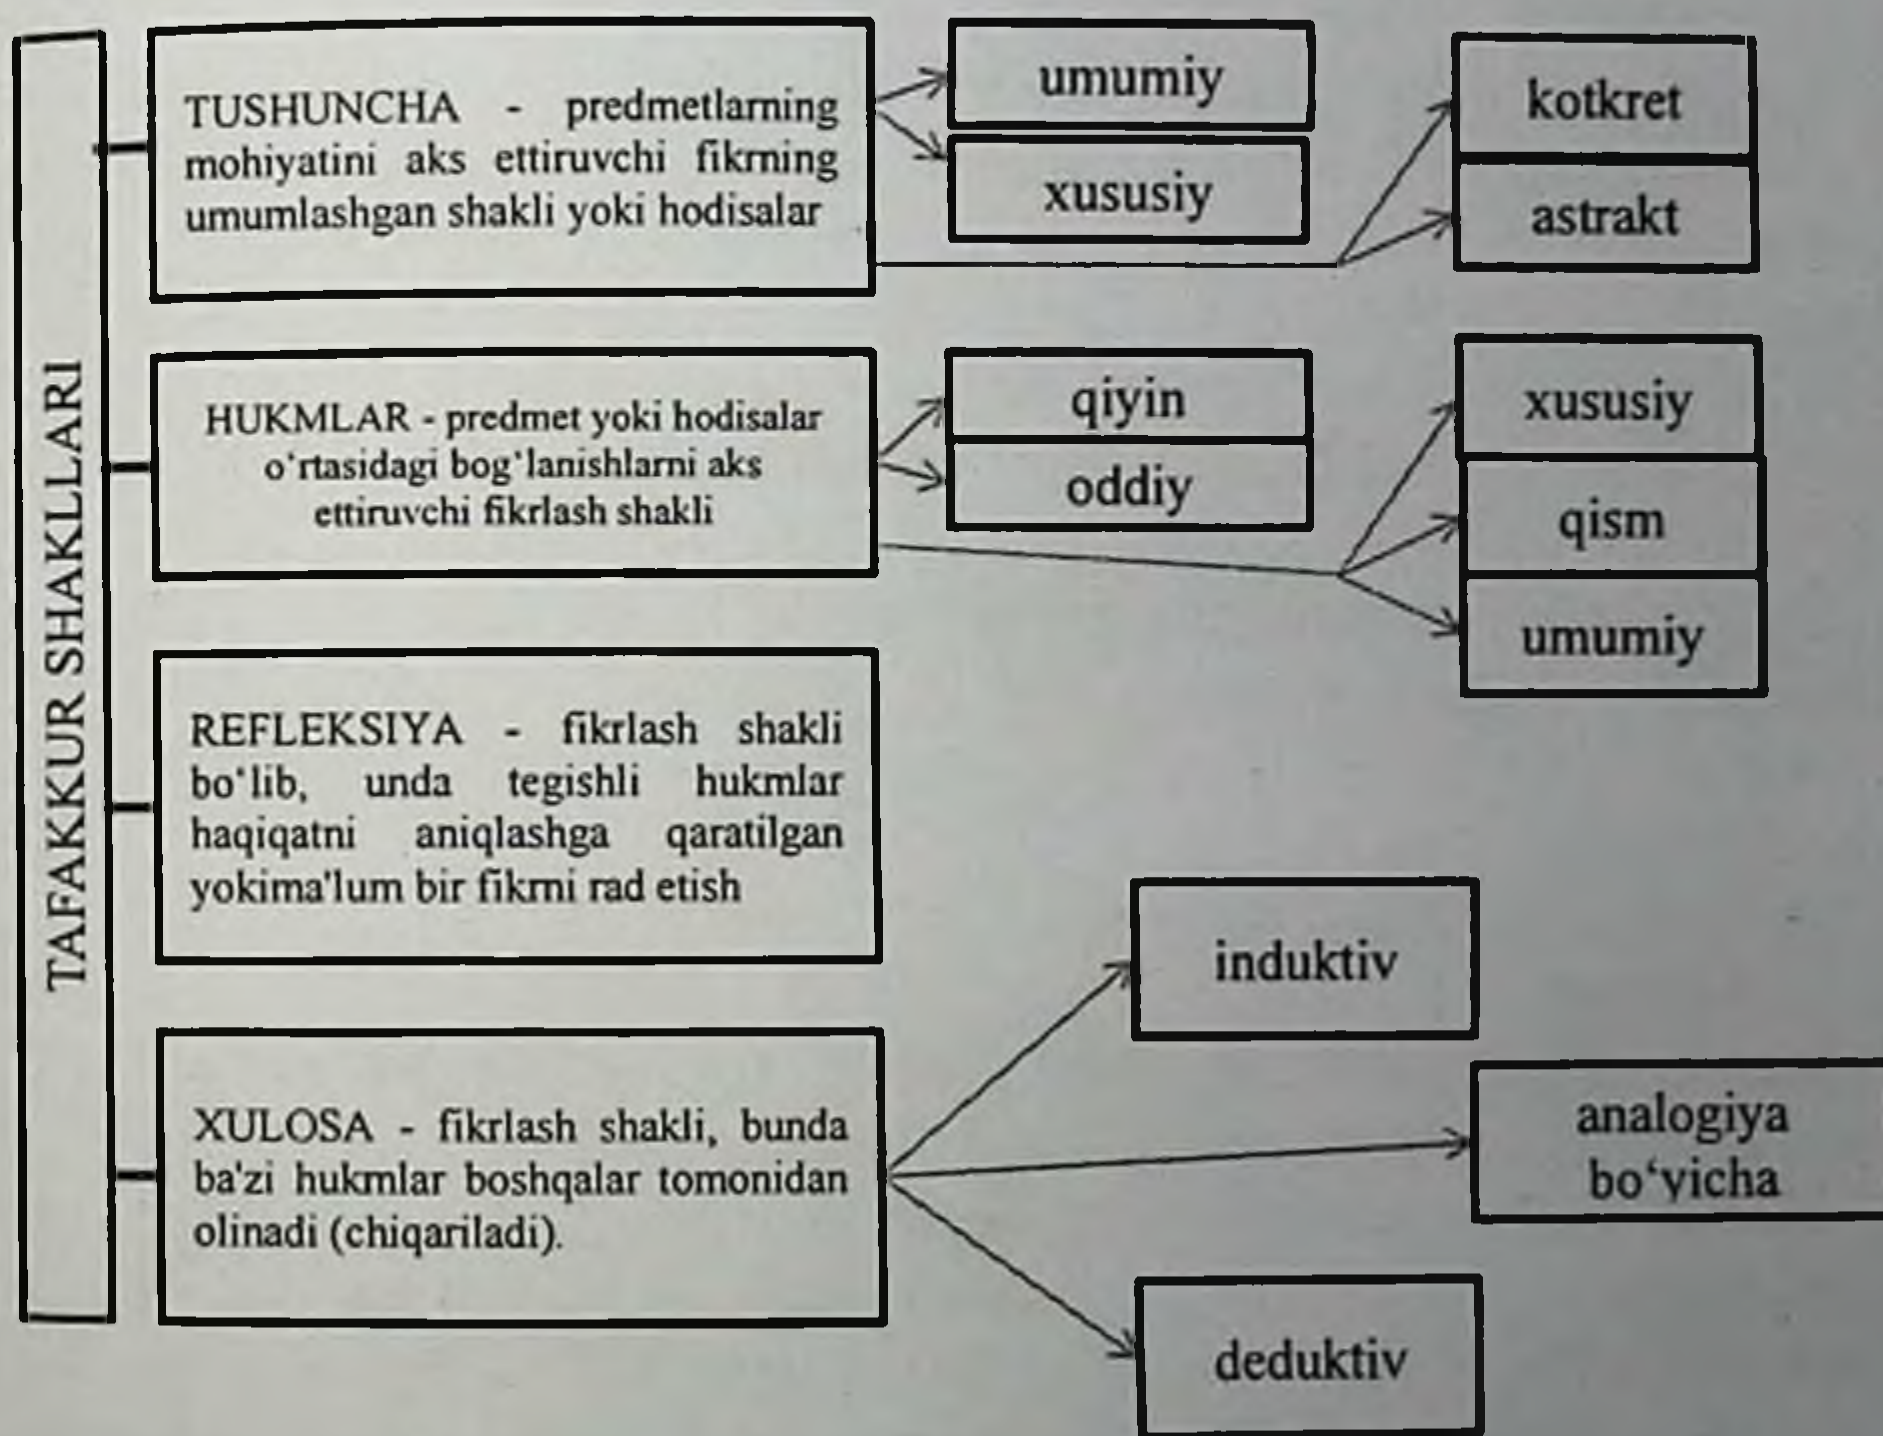 TAFAKKUR SHAKLLARI
TUSHUNCHA - predmetlarning
mohiyatini aks ettiruvchi fikrning
umumlashgan shakli yoki hodisalar
umumiy
xususiy
kotkret
astrakt
HUKMLAR - predmet yoki hodisalar
o‘rtasidagi bog‘lanishlarni aks
ettiruvchi fikrlash shakli
qiyin
oddiy
xususiy
qism
umumiy
REFLEKSIYA - fikrlash shakli
bo‘lib, unda tegishli hukmlar
haqiqatni aniqlashga qaratilgan
yokima'lum bir fikrni rad etish
XULOSA - fikrlash shakli, bunda
ba'zi hukmlar boshqalar tomonidan
olinadi (chiqariladi).
induktiv
analogiya
bo‘yicha
deduktiv